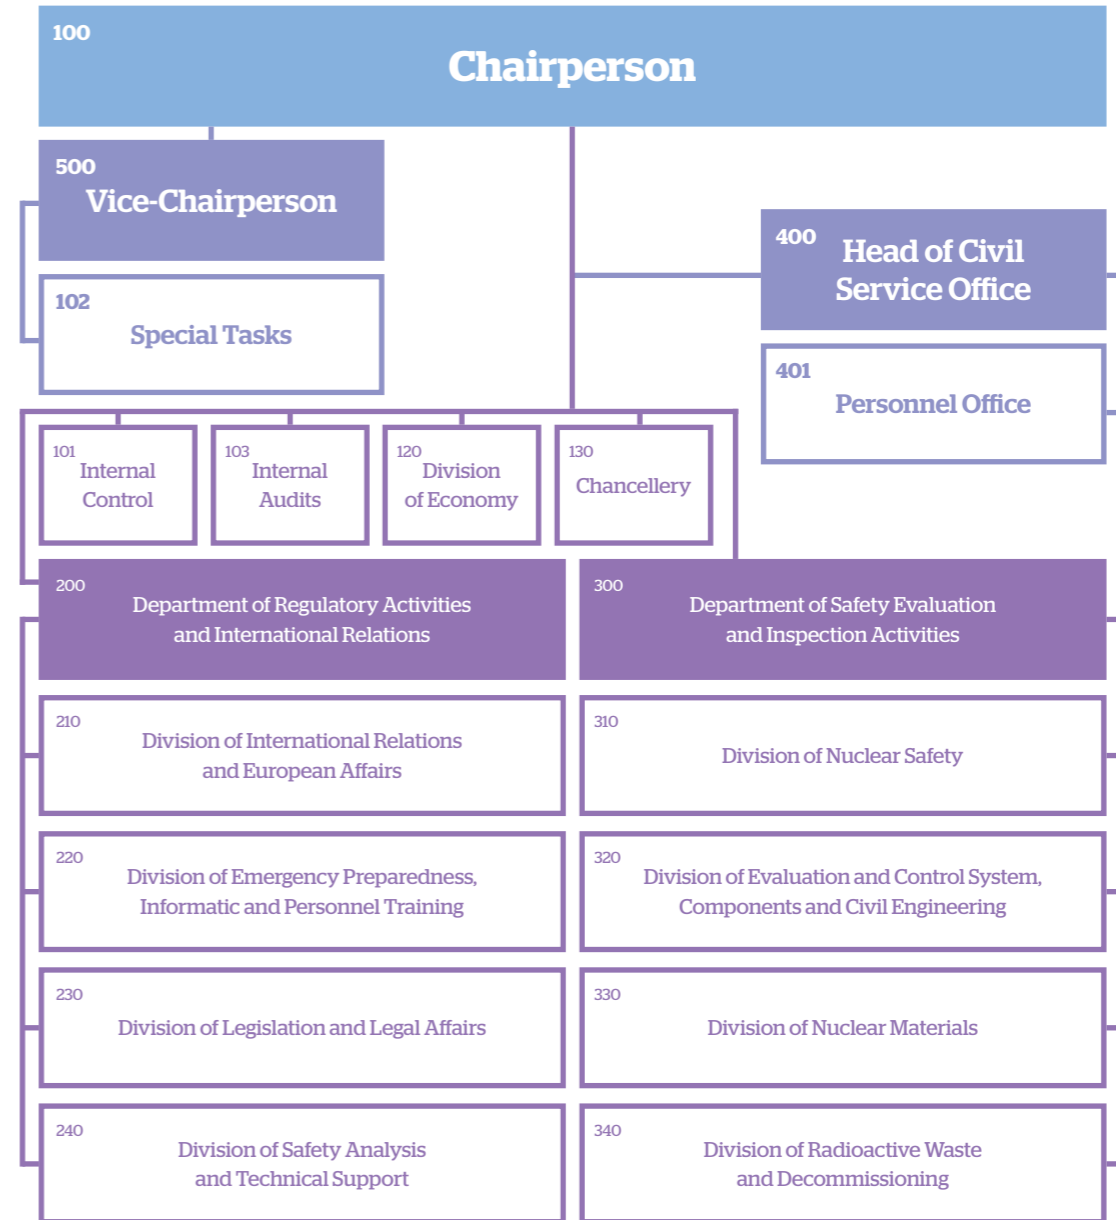 100
Chairperson
500
Vice-Chairperson
102
Special Tasks
400
Head of Civil
Service Office
401
Personnel Office
101
Internal
Control
103
Internal
Audits
120
Division
of Economy
130
Chancellery
200
Department of Regulatory Activities
and International Relations
300
Department of Safety Evaluation
and Inspection Activities
210
Division of International Relations
and European Affairs
310
Division of Nuclear Safety
220
Division of Emergency Preparedness,
Informatic and Personnel Training
320
Division of Evaluation and Control System,
Components and Civil Engineering
230
Division of Legislation and Legal Affairs
330
Division of Nuclear Materials
240
Division of Safety Analysis
and Technical Support
340
Division of Radioactive Waste
and Decommissioning